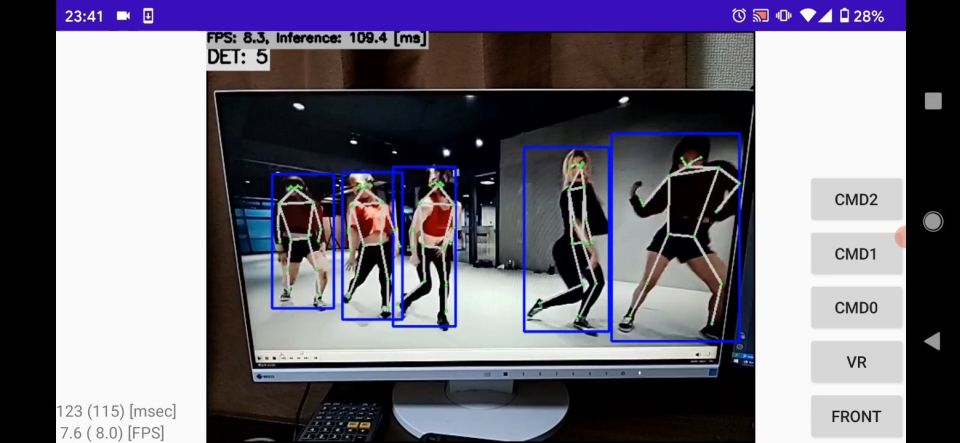 23:41
28%
FPS: 8.3, Inference: 109.4 [ms]
DET: 5
CMD2
CMD1
CMD0
VR
FRONT
123 (115) [msec]
7.6 ( 8.0) [FPS]